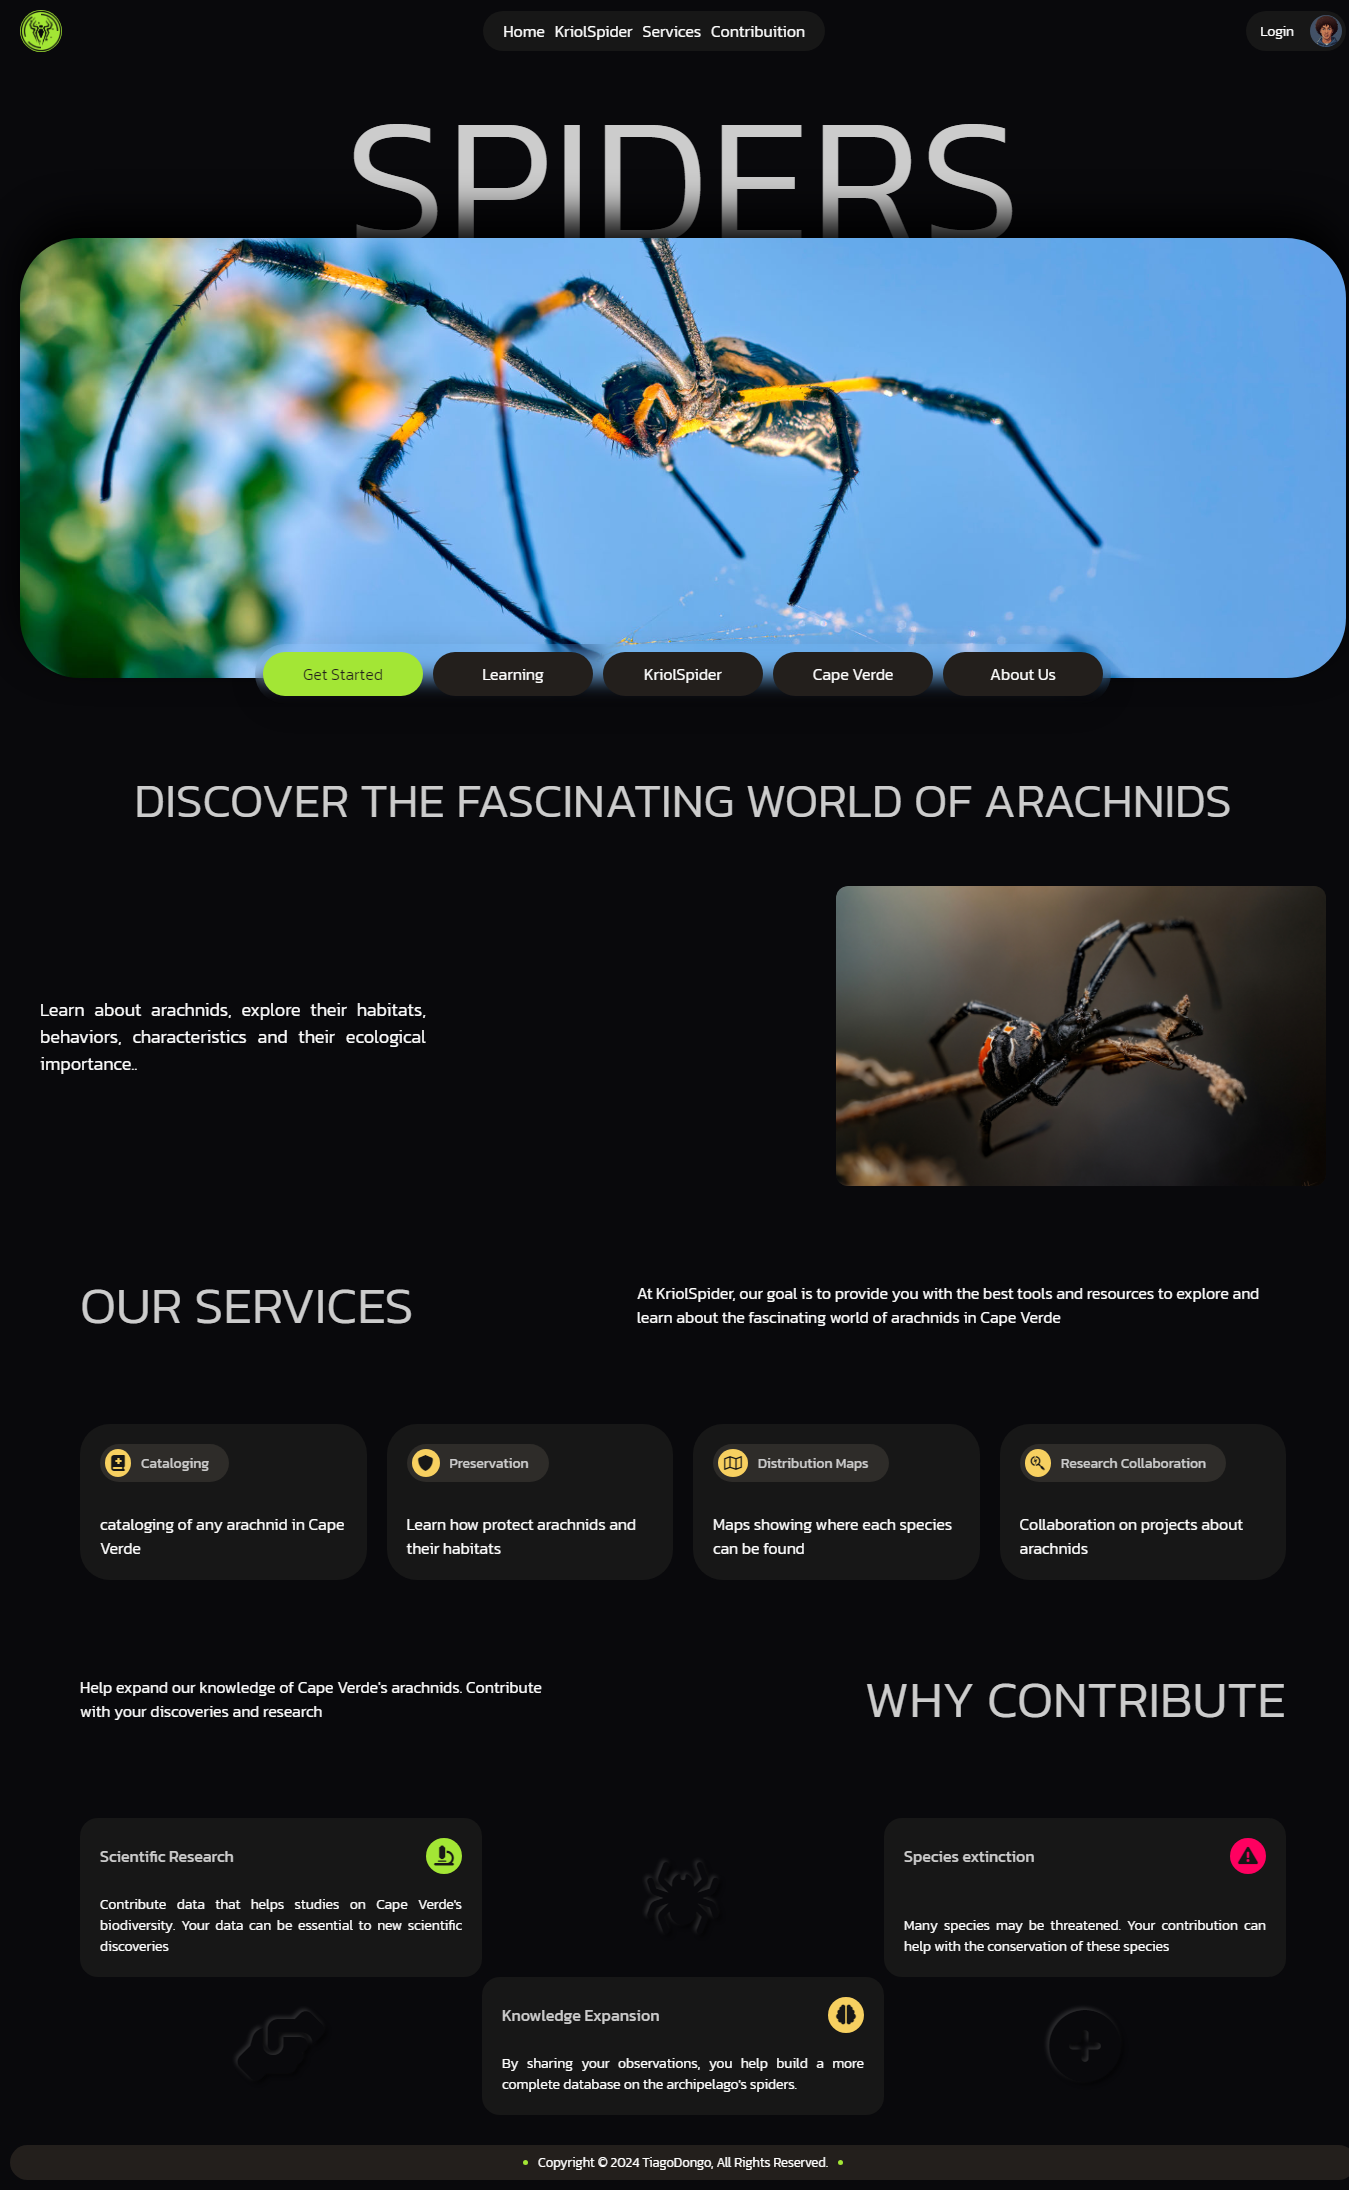 Home KriolSpider Services Contribuition
Login
SPIDERS
Get Started
Learning
KriolSpider
Cape Verde
About Us
DISCOVER THE FASCINATING WORLD OF ARACHNIDS
Learn about arachnids, explore their habitats,
behaviors, characteristics and their ecological
importance..
OUR SERVICES
At KriolSpider, our goal is to provide you with the best tools and resources to explore and
learn about the fascinating world of arachnids in Cape Verde
Cataloging
cataloging of any arachnid in Cape
Verde
Preservation
Learn how protect arachnids and
their habitats
Distribution Maps
Maps showing where each species
can be found
Research Collaboration
Collaboration on projects about
arachnids
Help expand our knowledge of Cape Verde's arachnids. Contribute
with your discoveries and research
WHY CONTRIBUTE
Scientific Research
Contribute data that helps studies on Cape Verde's
biodiversity. Your data can be essential to new scientific
discoveries
Species extinction
Many species may be threatened. Your contribution can
help with the conservation of these species
Knowledge Expansion
By sharing your observations, you help build a more
complete database on the archipelago's spiders.
Copyright © 2024 TiagoDongo, All Rights Reserved.